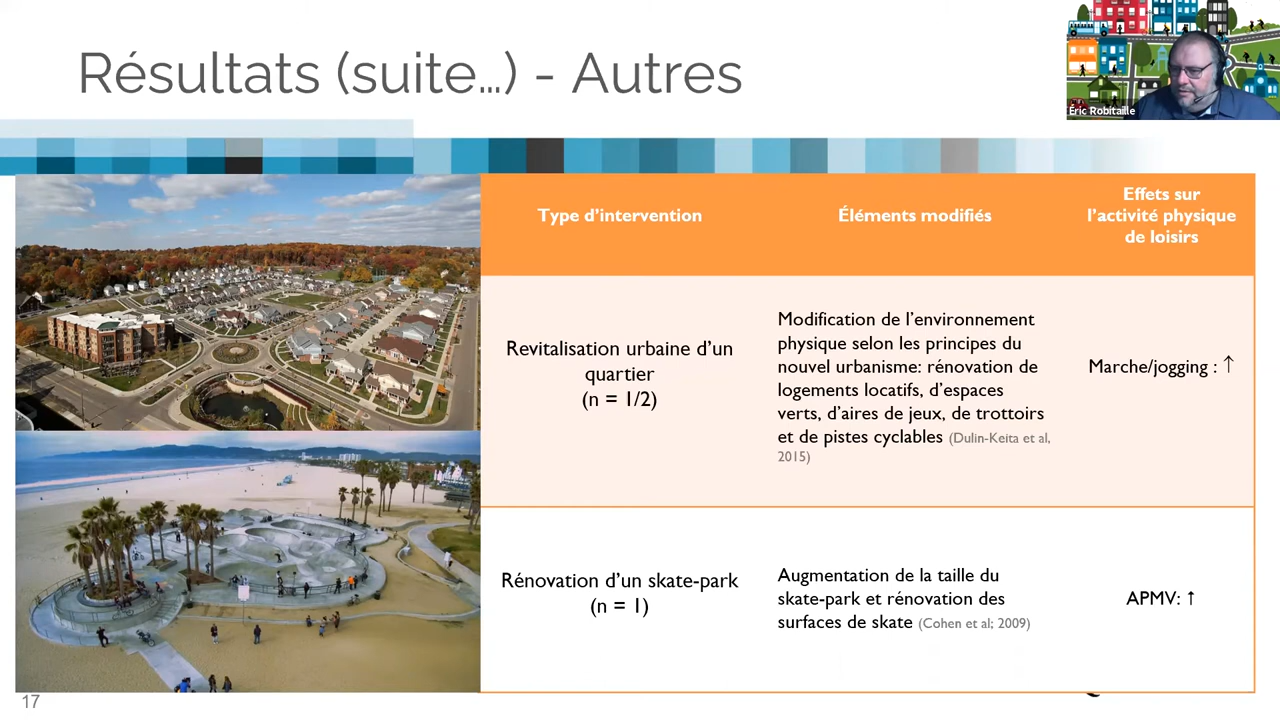 Résultats (suite...) - Autres
Éric Robitaille
Type d’intervention
Éléments modifiés
Effets sur
l’activité physique
de loisirs
Revitalisation urbaine d’un
quartier
(n = 1/2)
Modification de l’environnement
physique selon les principes du
nouvel urbanisme: rénovation de
logements locatifs, d’espaces
verts, d’aires de jeux, de trottoirs
et de pistes cyclables (Dulin-Keita et al,
2015)
Marche/jogging : ↑
Rénovation d’un skate-park
(n = 1)
Augmentation de la taille du
skate-park et rénovation des
surfaces de skate (Cohen et al; 2009)
APMV: ↑
17